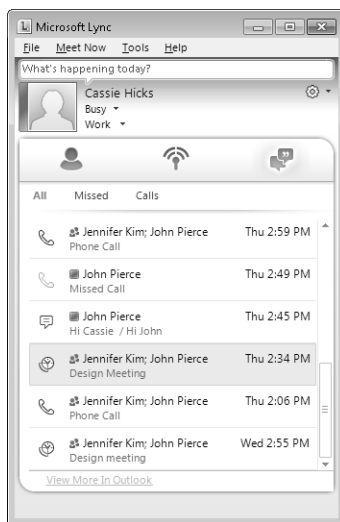 Microsoft Lync
File Meet Now Tools Help
What's happening today?
Cassie Hicks
Busy
Work
All Missed Calls
Jennifer Kim; John Pierce Thu 2:59 PM
Phone Call
John Pierce Thu 2:49 PM
Missed Call
John Pierce Thu 2:45 PM
Hi Cassie / Hi John
Jennifer Kim; John Pierce Thu 2:34 PM
Design Meeting
Jennifer Kim; John Pierce Thu 2:06 PM
Phone Call
Jennifer Kim; John Pierce Wed 2:55 PM
Design meeting
View More In Outlook